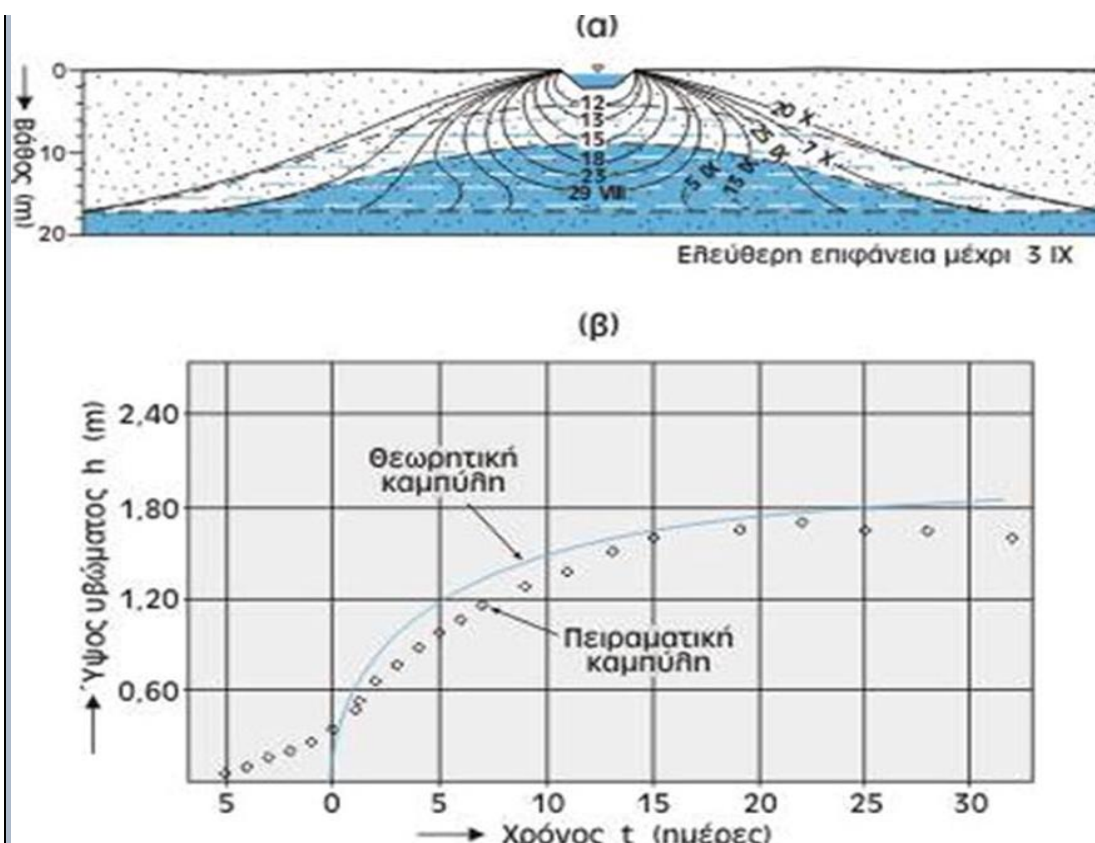 (α)
0
10
20
Βάθος (m)
12
13
15
18
23
29 VIII
5 IX
15 IX
25 IX
7 X
20 X
Ελεύθερη επιφάνεια μέχρι 3 IX
(β)
Ύψος υβώματος h (m)
2,40
1.80
1.20
0,60
Θεωρητική
καμπύλη
Πειραματική
καμπύλη
5 0 5 10 15 20 25 30
Χρόνος t (ημέρες)